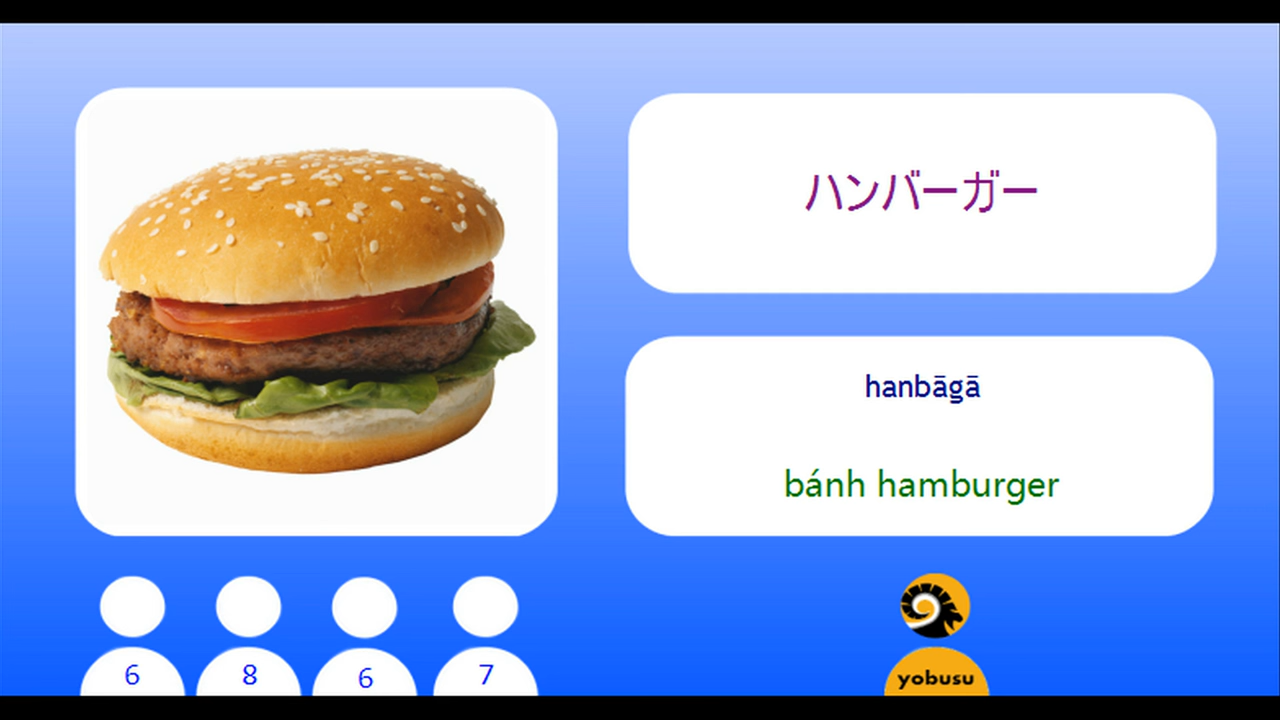 ハンバーガー
hanbāgā
bánh hamburger
6
8
6
7
yobusu